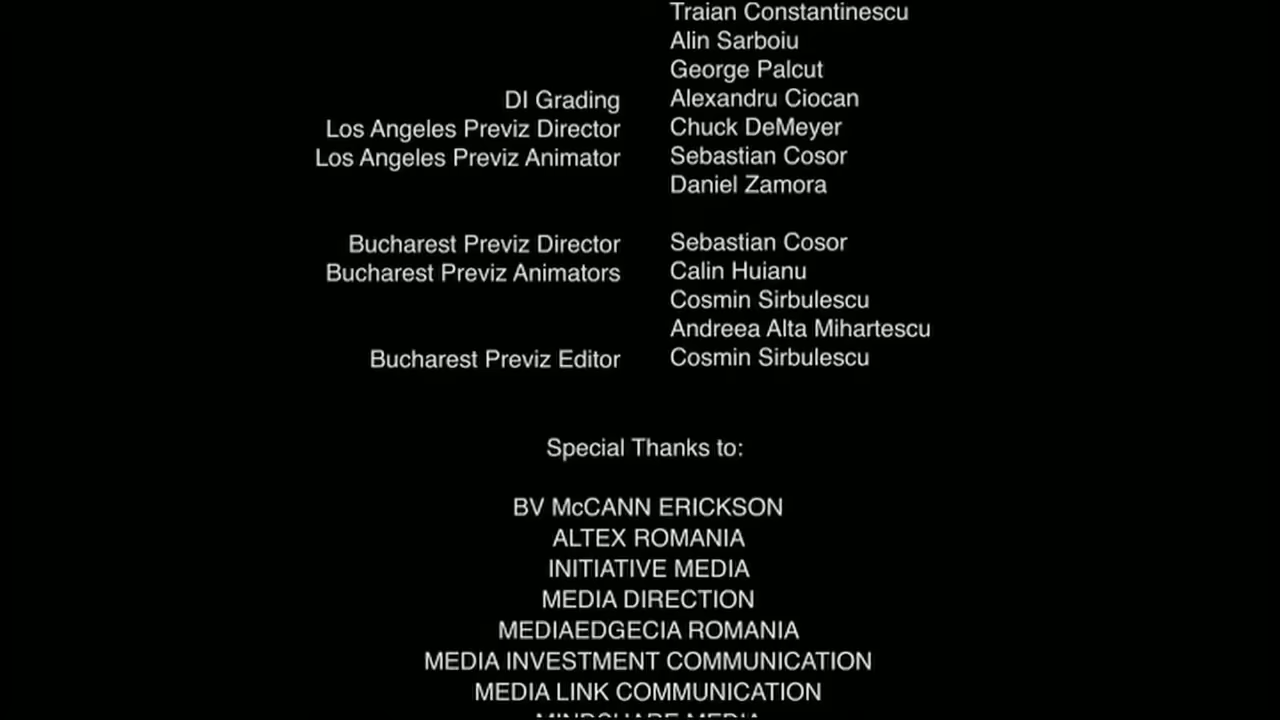 Traian Constantinescu
Alin Sarboiu
George Palcut
DI Grading Alexandru Ciocan
Los Angeles Previz Director Chuck DeMeyer
Los Angeles Previz Animator Sebastian Cosor
Daniel Zamora
Bucharest Previz Director Sebastian Cosor
Bucharest Previz Animators Calin Huianu
Cosmin Sirbulescu
Andreea Alta Mihartescu
Bucharest Previz Editor Cosmin Sirbulescu
Special Thanks to:
BV McCANN ERICKSON
ALTEX ROMANIA
INITIATIVE MEDIA
MEDIA DIRECTION
MEDIAEDGECIA ROMANIA
MEDIA INVESTMENT COMMUNICATION
MEDIA LINK COMMUNICATION
MINDSHARE MEDIA